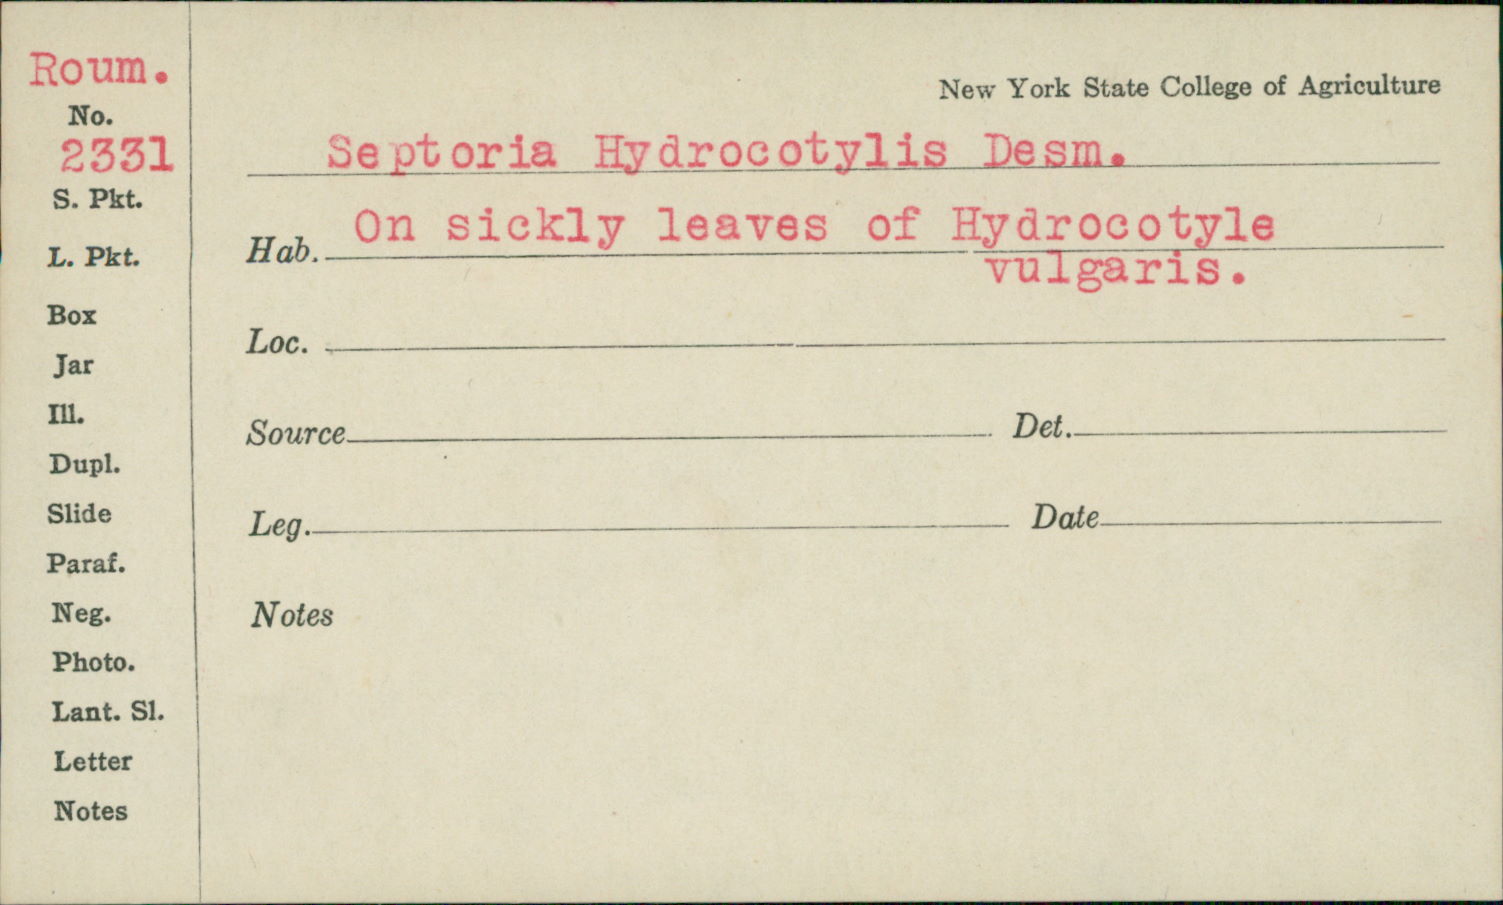 Roum.
No.
2331
S. Pkt.
L. Pkt.
Box
Jar
Ill.
Dupl.
Slide
Paraf.
Neg.
Photo.
Lant. Sl.
Letter
Notes
New York State College of Agriculture
Septoria Hydrocotylis Desm.
Hab. On sickly leaves of Hydrocotyle
vulgaris.
Loc.
Source Det.
Leg. Date
Notes